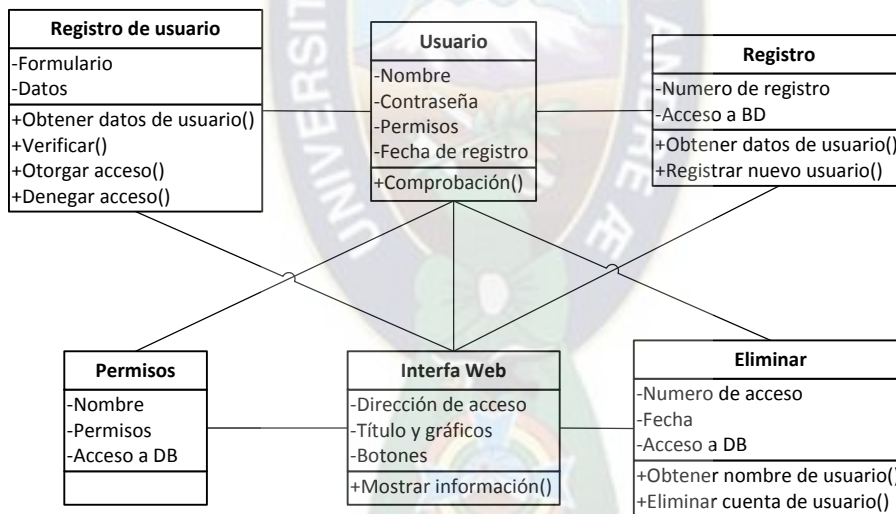 Registro de usuario
-Formulario
-Datos
+Obtener datos de usuario()
+Verificar()
+Otorgar acceso()
+Denegar acceso()
Usuario
-Nombre
-Contraseña
-Permisos
-Fecha de registro
+Comprobación()
Registro
-Numero de registro
-Acceso a BD
+Obtener datos de usuario()
+Registrar nuevo usuario()
Permisos
-Nombre
-Permisos
-Acceso a DB
Interfa Web
-Dirección de acceso
-Título y gráficos
-Botones
+Mostrar información()
Eliminar
-Numero de acceso
-Fecha
-Acceso a DB
+Obtener nombre de usuario()
+Eliminar cuenta de usuario()